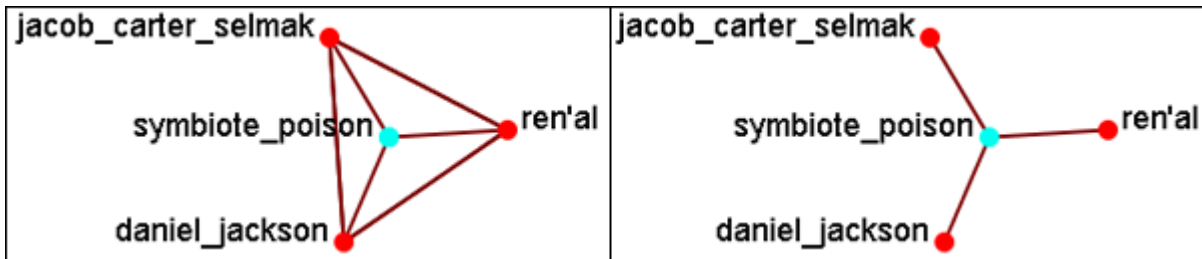 jacob_carter_selmak
symbiote_poison
ren'al
daniel_jackson
jacob_carter_selmak
symbiote_poison
ren'al
daniel_jackson